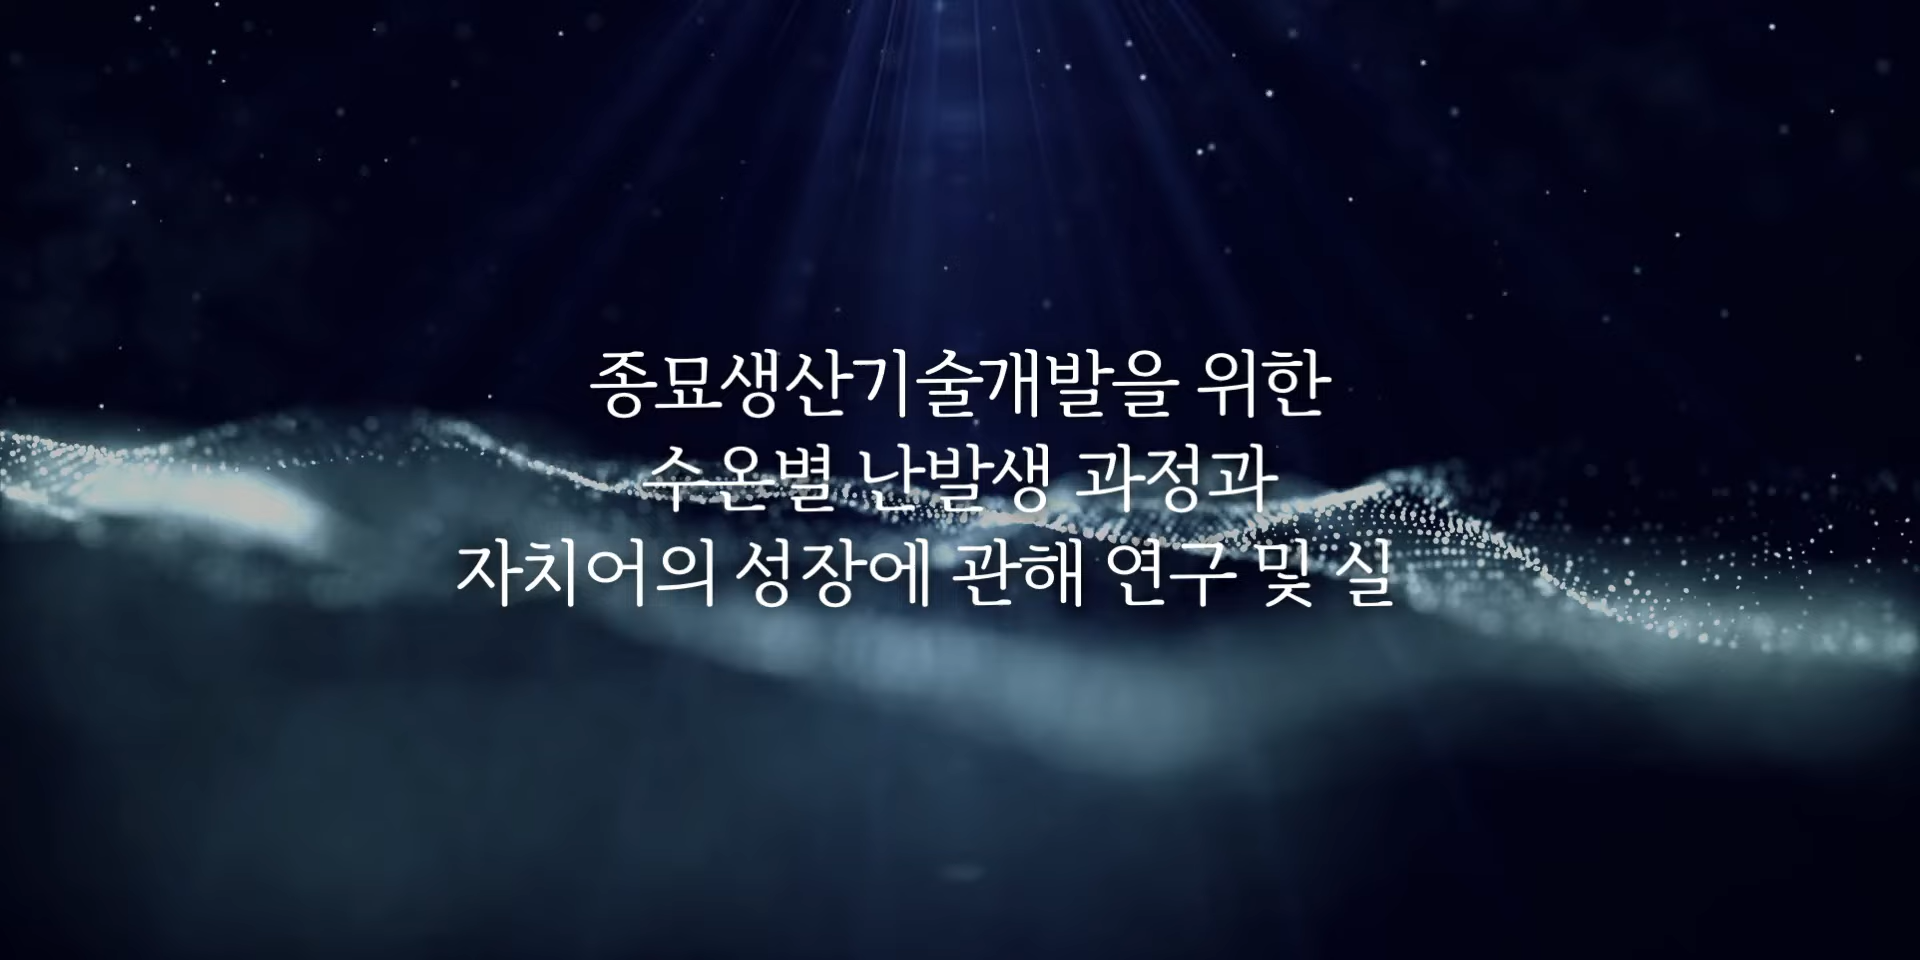 종묘생산기술개발을 위한
수온별 난발생 과정과
자치어의 성장에 관해 연구 및 실